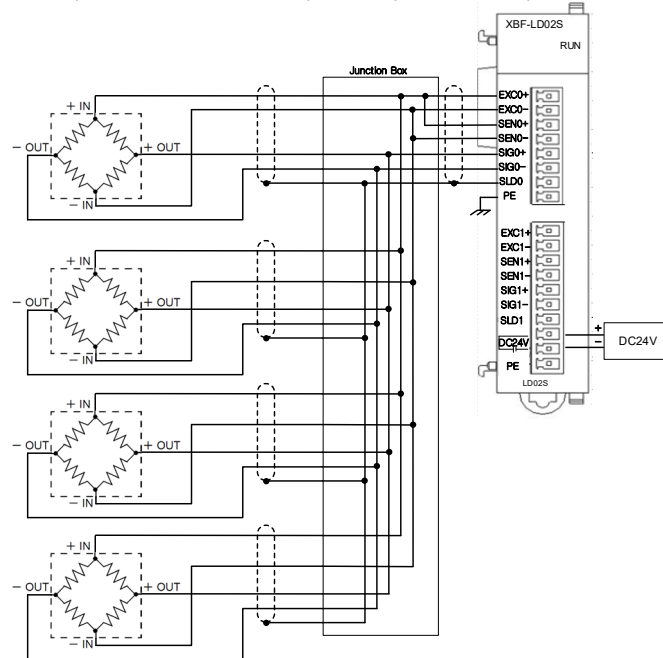 XBF-LD02S
RUN
Junction Box
EXC0+
EXC0-
SEN0+
SEN0-
SIG0+
SIG0-
SLD0
PE
+ IN
- OUT
+ OUT
- IN
EXC1+
EXC1-
SEN1+
SEN1-
SIG1+
SIG1-
SLD1
DC24V
PE
+
-
DC24V
LD02S
+ IN
- OUT
+ OUT
- IN
+ IN
- OUT
+ OUT
- IN
+ IN
- OUT
+ OUT
- IN